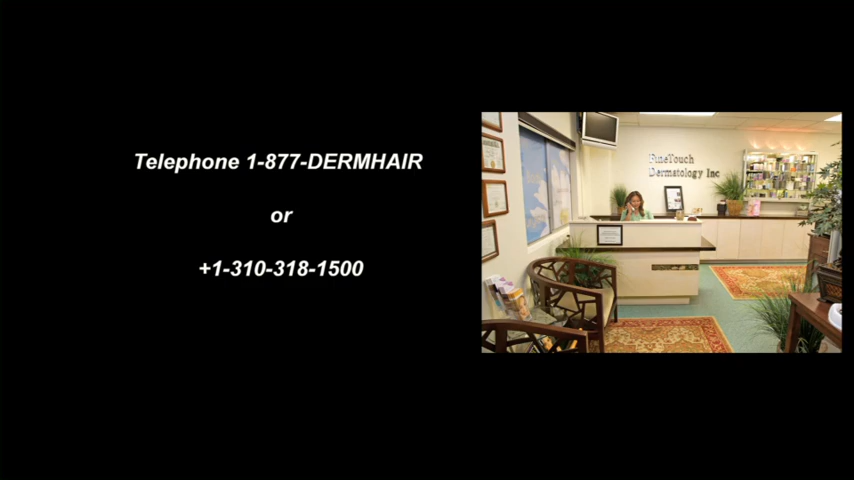 Telephone 1-877-DERMHAIR
or
+1-310-318-1500
FineTouch
Dermatology Inc